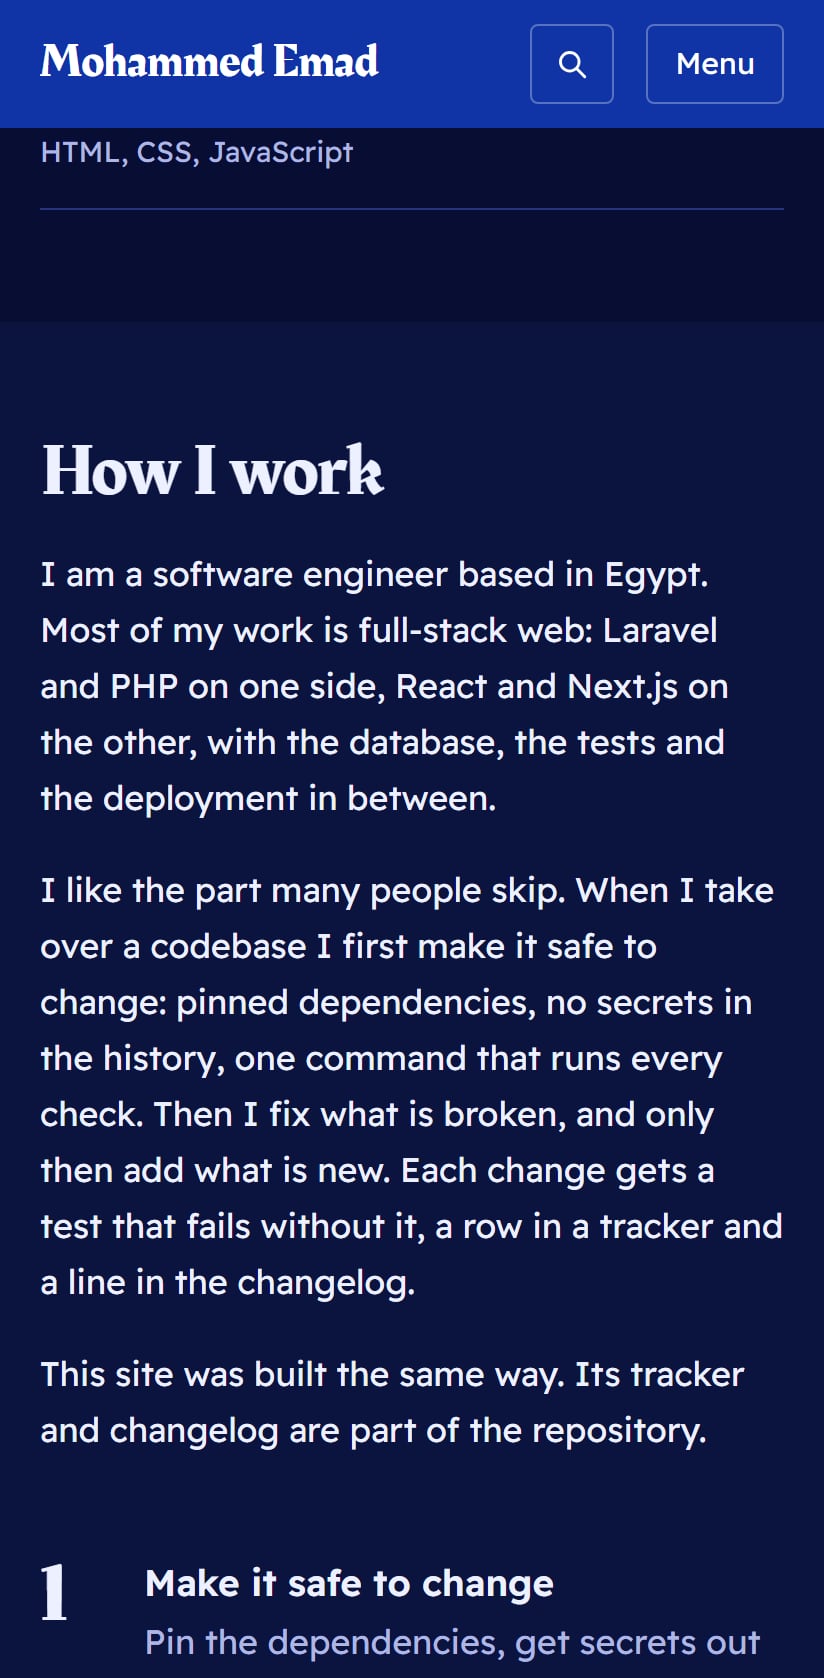 Mohammed Emad
Menu
HTML, CSS, JavaScript
How I work
I am a software engineer based in Egypt.
Most of my work is full-stack web: Laravel
and PHP on one side, React and Next.js on
the other, with the database, the tests and
the deployment in between.
I like the part many people skip. When I take
over a codebase I first make it safe to
change: pinned dependencies, no secrets in
the history, one command that runs every
check. Then I fix what is broken, and only
then add what is new. Each change gets a
test that fails without it, a row in a tracker and
a line in the changelog.
This site was built the same way. Its tracker
and changelog are part of the repository.
1
Make it safe to change
Pin the dependencies, get secrets out